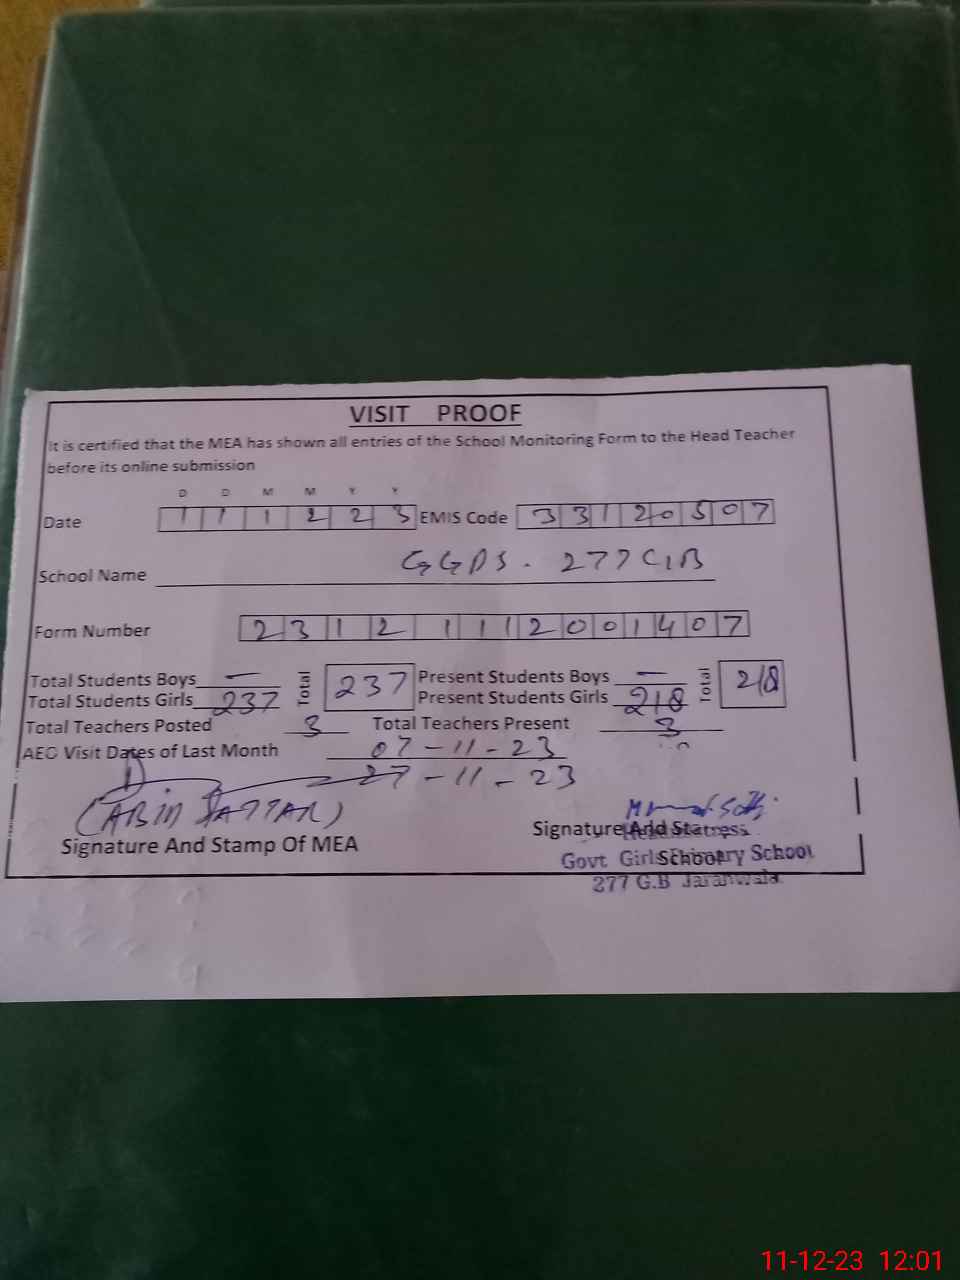 VISIT PROOF
It is certified that the MEA has shown all entries of the School Monitoring Form to the Head Teacher
before its online submission
D D M M Y Y
Date 1 1 1 2 2 3 EMIS Code 3 3 1 2 0 5 0 7
School Name GGPS. 277 GB
Form Number 2 3 1 2 1 1 1 2 0 0 1 4 0 7
Total Students Boys — Total 237 Present Students Boys — Total 218
Total Students Girls 237 Present Students Girls 218
Total Teachers Posted 3 Total Teachers Present 3
AEO Visit Dates of Last Month 07-11-23
27-11-23
(ABID SATTAR)
Signature And Stamp Of MEA
Signature And
School
Govt Girls Primary School
277 G.B Jaranwala
11-12-23 12:01